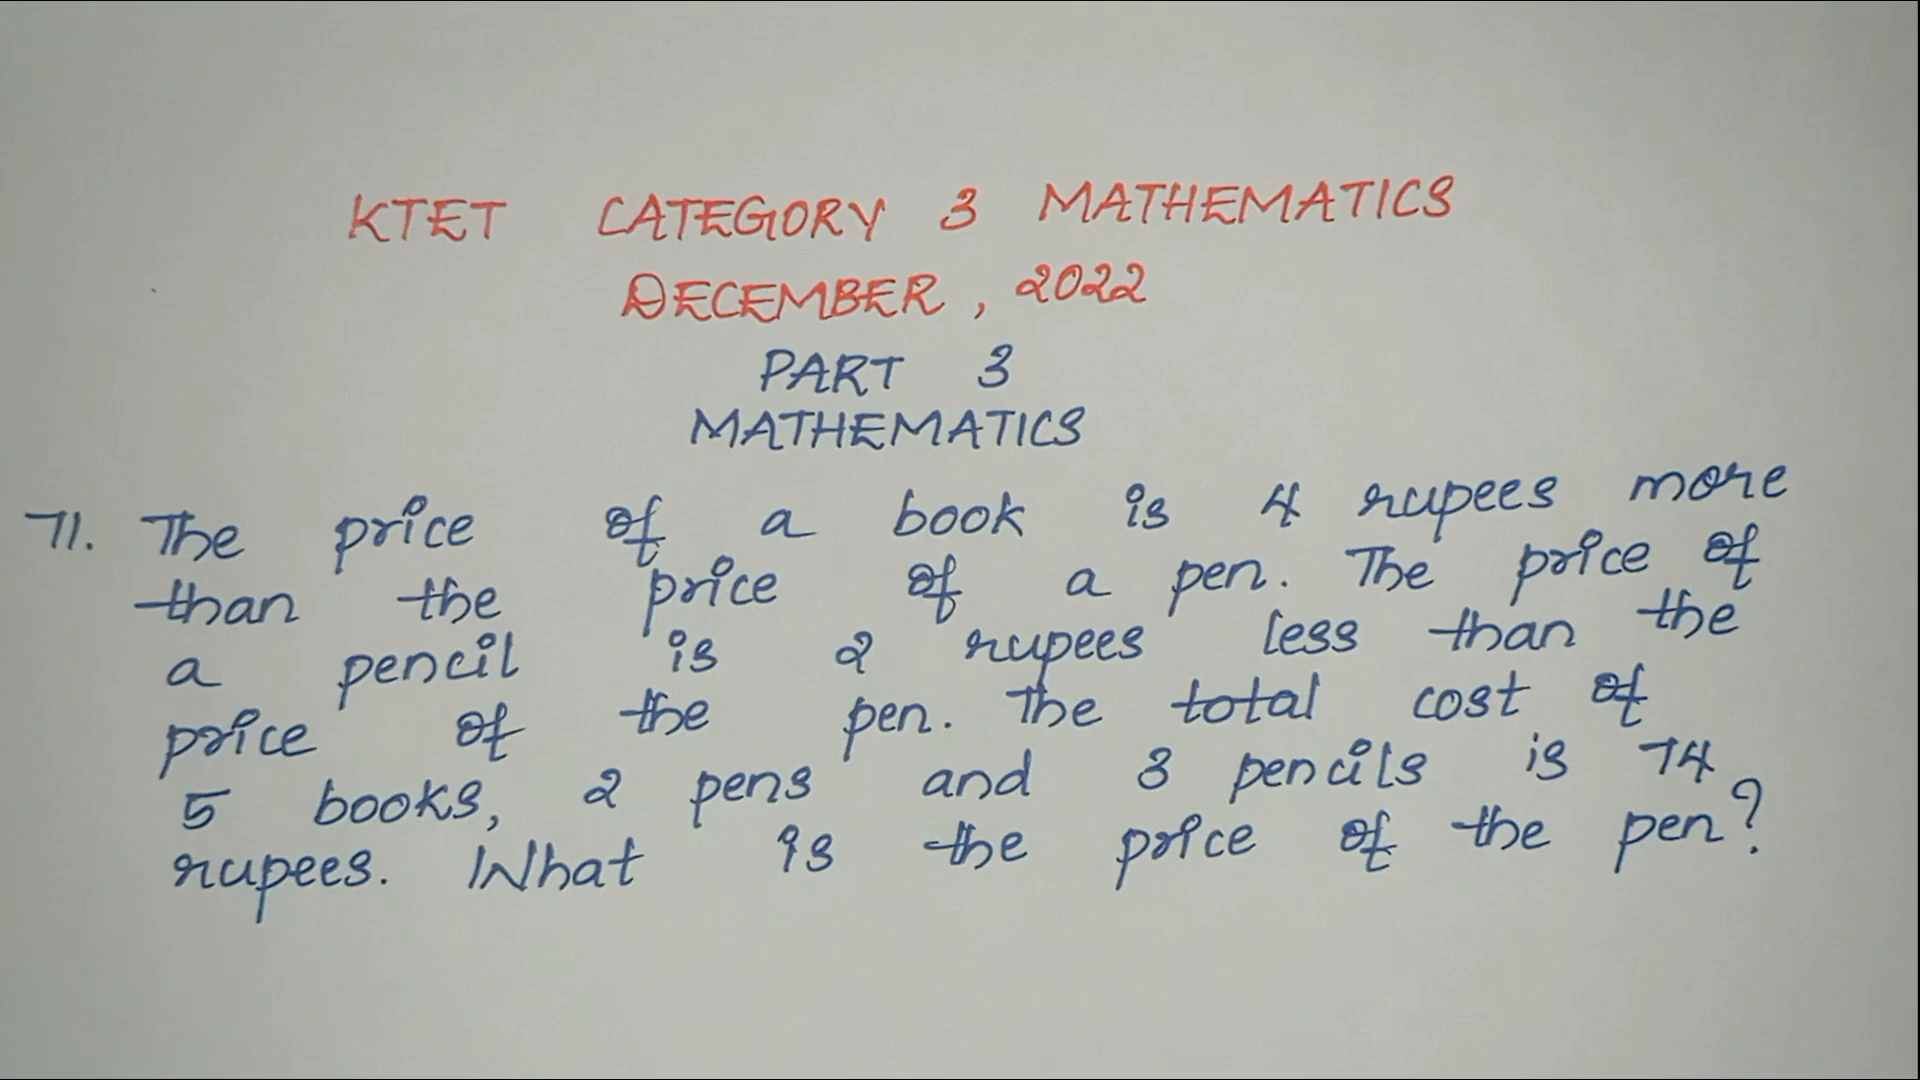 KTET CATEGORY 3 MATHEMATICS
DECEMBER, 2022
PART 3
MATHEMATICS
71. The price of a book is 4 rupees more
than the price of a pen. The price of
a pencil is 2 rupees less than the
price of the pen. The total cost of
5 books, 2 pens and 3 pencils is 74
rupees. What is the price of the pen?